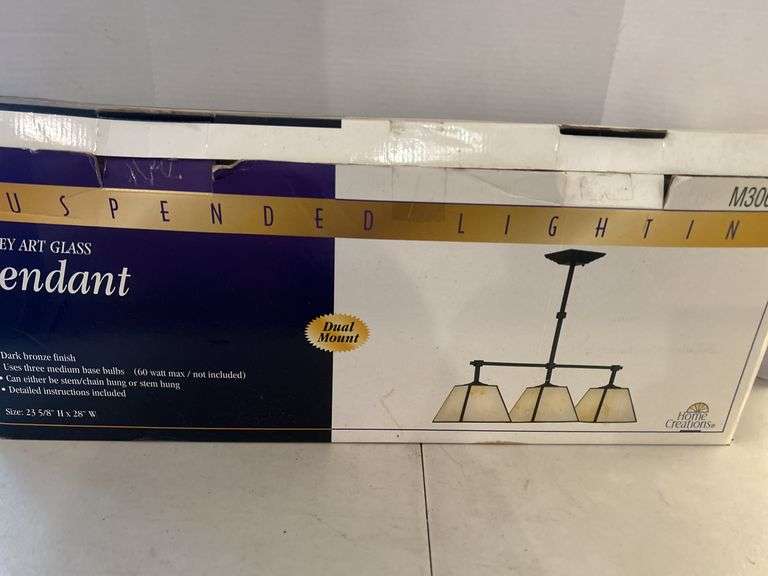 USPENDED LIGHTIN
M300
EY ART GLASS
endant
Dual
Mount
Dark bronze finish
Uses three medium base bulbs (60 watt max / not included)
• Can either be stem/chain hung or stem hung
• Detailed instructions included
Size: 23 5/8" H x 28" W
Home
Creations®